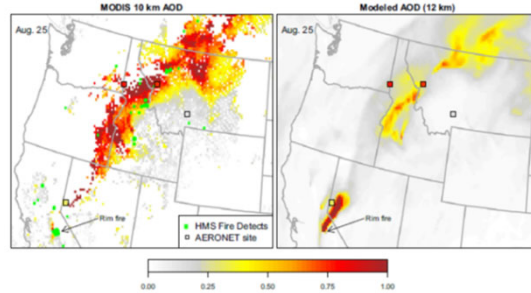 MODIS 10 km AOD
Modeled AOD (12 km)
Aug. 25
Aug. 25
Rim fire
HMS Fire Detects
AERONET site
Rim fire
0.00
0.25
0.50
0.75
1.00